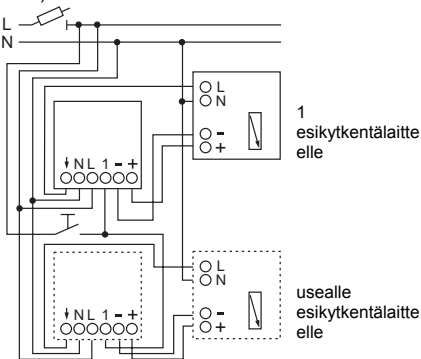 L
N
L
N
-
+
1
esikytkentälaitte
elle
↓ N L 1 - +
L
N
-
+
usealle
esikytkentälaitte
elle
↓ N L 1 - +